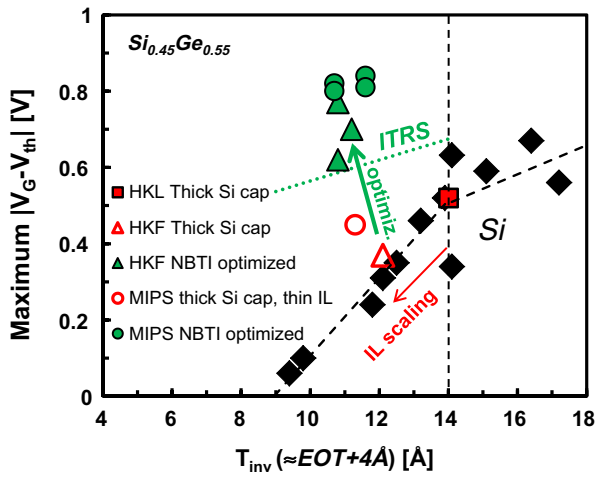 Si0.45Ge0.55
Maximum |VG-Vth| [V]
1
0.8
0.6
0.4
0.2
0
ITRS
optimiz
HKL Thick Si cap
HKF Thick Si cap
HKF NBTI optimized
MIPS thick Si cap, thin IL
MIPS NBTI optimized
Si
IL scaling
4 6 8 10 12 14 16 18
Tinv (≈EOT+4Å) [Å]